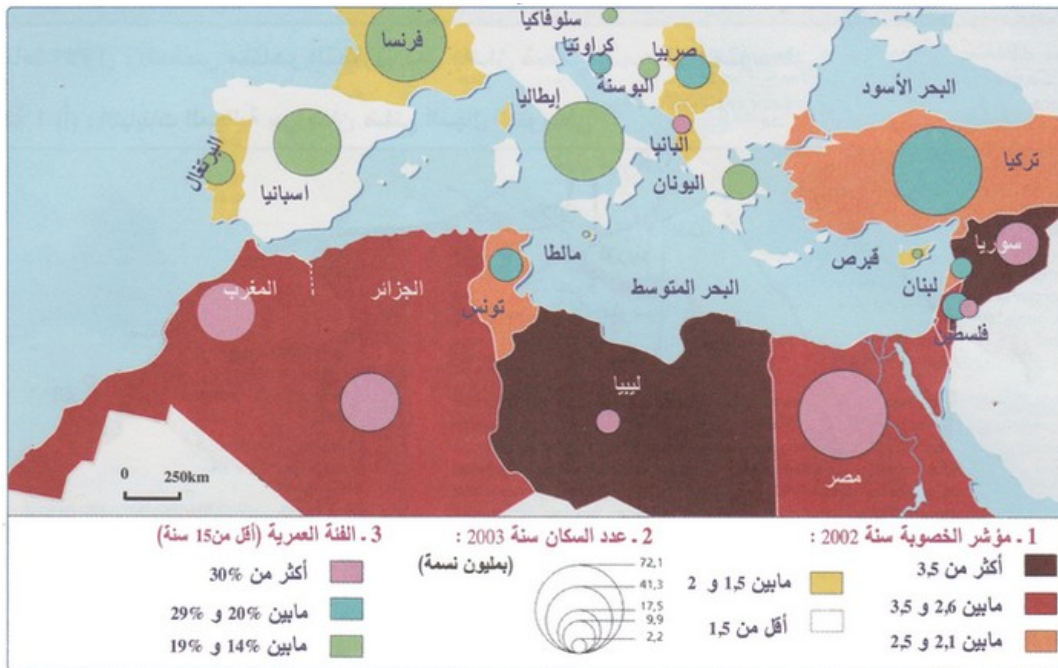 سلوفاكيا
فرنسا
كراوتيا
صربيا
البوسنة
البحر الأسود
إيطاليا
البانيا
تركيا
البرتغال
اسبانيا
اليونان
مالطا
قبرص
سوريا
المغرب
الجزائر
تونس
البحر المتوسط
لبنان
فلسطين
ليبيا
مصر
0 250km
1 ـ مؤشر الخصوبة سنة 2002 :
أكثر من 3,5
مابين 2,6 و 3,5
مابين 2,1 و 2,5
مابين 1,5 و 2
أقل من 1,5
2 ـ عدد السكان سنة 2003 :
(بمليون نسمة)
72,1
41,3
17,5
9,9
2,2
3 ـ الفئة العمرية (أقل من 15 سنة)
أكثر من 30%
مابين 20% و 29%
مابين 14% و 19%